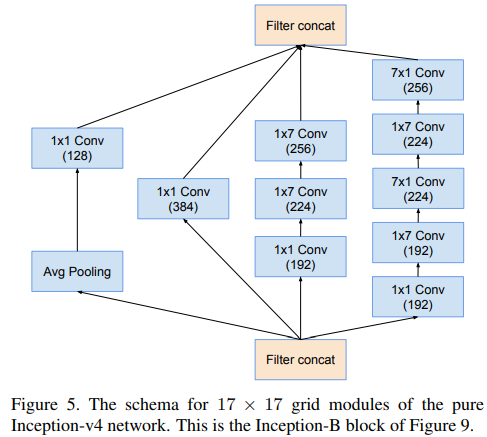 Filter concat
7x1 Conv
(256)
1x1 Conv
(128)
1x7 Conv
(256)
1x7 Conv
(224)
1x1 Conv
(384)
1x7 Conv
(224)
7x1 Conv
(224)
Avg Pooling
1x1 Conv
(192)
1x7 Conv
(192)
1x1 Conv
(192)
Filter concat
Figure 5. The schema for 17 × 17 grid modules of the pure
Inception-v4 network. This is the Inception-B block of Figure 9.